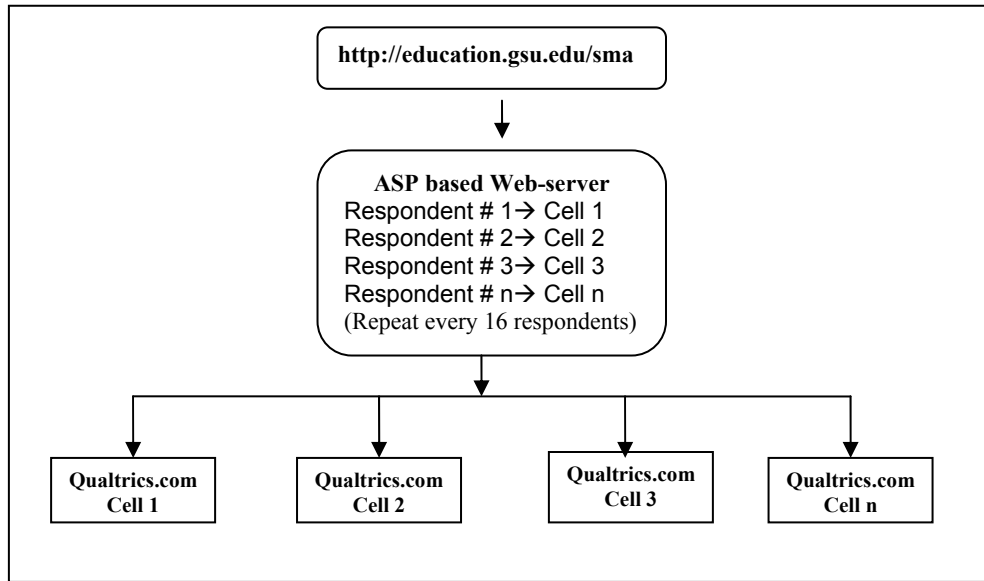 http://education.gsu.edu/sma
ASP based Web-server
Respondent # 1→ Cell 1
Respondent # 2→ Cell 2
Respondent # 3→ Cell 3
Respondent # n→ Cell n
(Repeat every 16 respondents)
Qualtrics.com
Cell 1
Qualtrics.com
Cell 2
Qualtrics.com
Cell 3
Qualtrics.com
Cell n